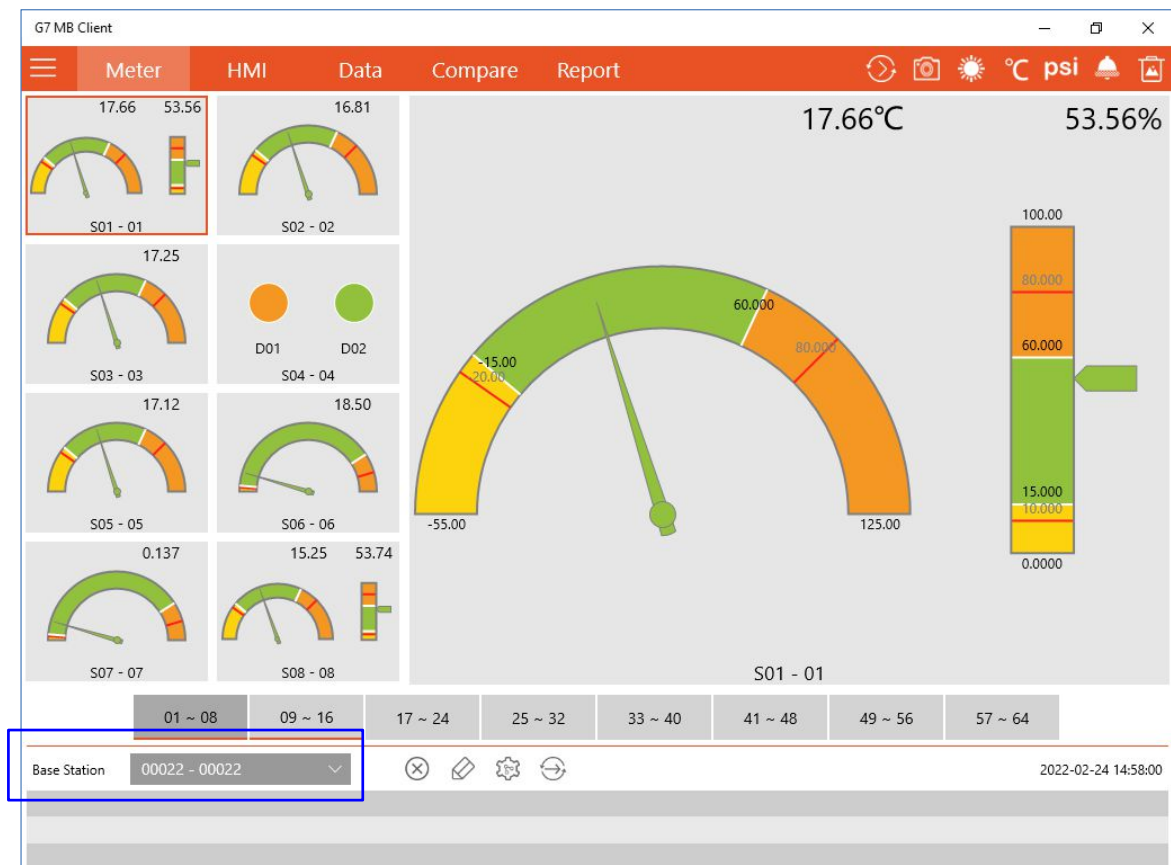 G7 MB Client
Meter HMI Data Compare Report ℃ psi
17.66 53.56
S01 - 01
16.81
S02 - 02
17.25
S03 - 03
D01 D02
S04 - 04
17.12
S05 - 05
18.50
S06 - 06
0.137
S07 - 07
15.25 53.74
S08 - 08
17.66℃ 53.56%
60.000
80.000
-15.00
20.00
-55.00 125.00
100.00
80.000
60.000
15.000
10.000
0.0000
S01 - 01
01 ~ 08 09 ~ 16 17 ~ 24 25 ~ 32 33 ~ 40 41 ~ 48 49 ~ 56 57 ~ 64
Base Station 00022 - 00022 2022-02-24 14:58:00